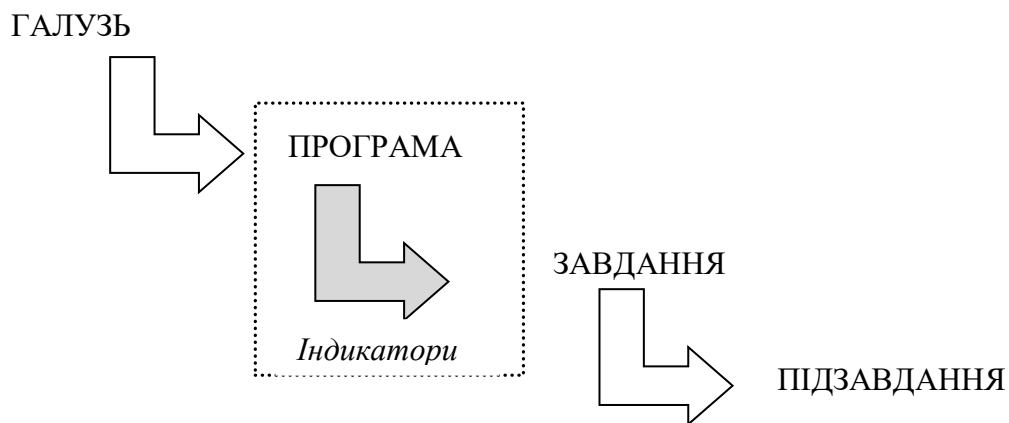 ГАЛУЗЬ
ПРОГРАМА
ЗАВДАННЯ
Індикатори
ПІДЗАВДАННЯ